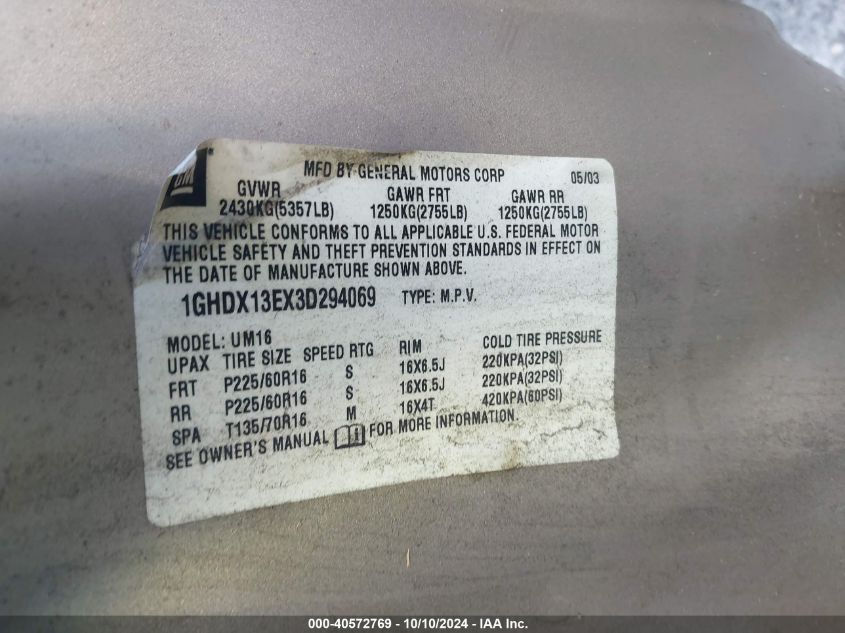 GM
MFD BY GENERAL MOTORS CORP 05/03
GVWR GAWR FRT GAWR RR
2430KG(5357LB) 1250KG(2755LB) 1250KG(2755LB)
THIS VEHICLE CONFORMS TO ALL APPLICABLE U.S. FEDERAL MOTOR
VEHICLE SAFETY AND THEFT PREVENTION STANDARDS IN EFFECT ON
THE DATE OF MANUFACTURE SHOWN ABOVE.
1GHDX13EX3D294069 TYPE: M.P.V.
MODEL: UM16
UPAX TIRE SIZE SPEED RTG RIM COLD TIRE PRESSURE
FRT P225/60R16 S 16X6.5J 220KPA(32PSI)
RR P225/60R16 S 16X6.5J 220KPA(32PSI)
SPA T135/70R16 M 16X4T 420KPA(60PSI)
SEE OWNER'S MANUAL FOR MORE INFORMATION.
000-40572769 - 10/10/2024 - IAA Inc.